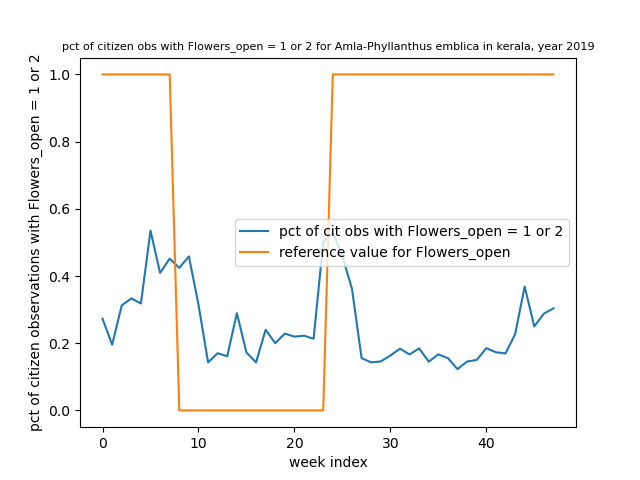 pct of citizen obs with Flowers_open = 1 or 2 for Amla-Phyllanthus emblica in kerala, year 2019
pct of citizen observations with Flowers_open = 1 or 2
1.0
0.8
0.6
0.4
0.2
0.0
pct of cit obs with Flowers_open = 1 or 2
reference value for Flowers_open
0
10
20
30
40
week index